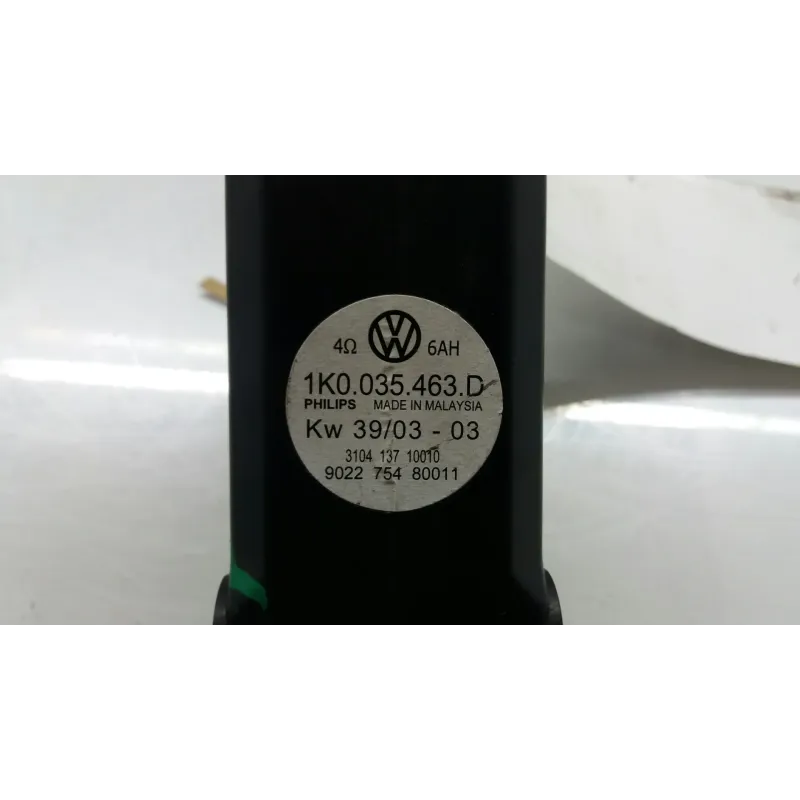 4Ω VW 6AH
1K0.035.463.D
PHILIPS MADE IN MALAYSIA
Kw 39/03 - 03
3104 137 10010
9022 754 80011